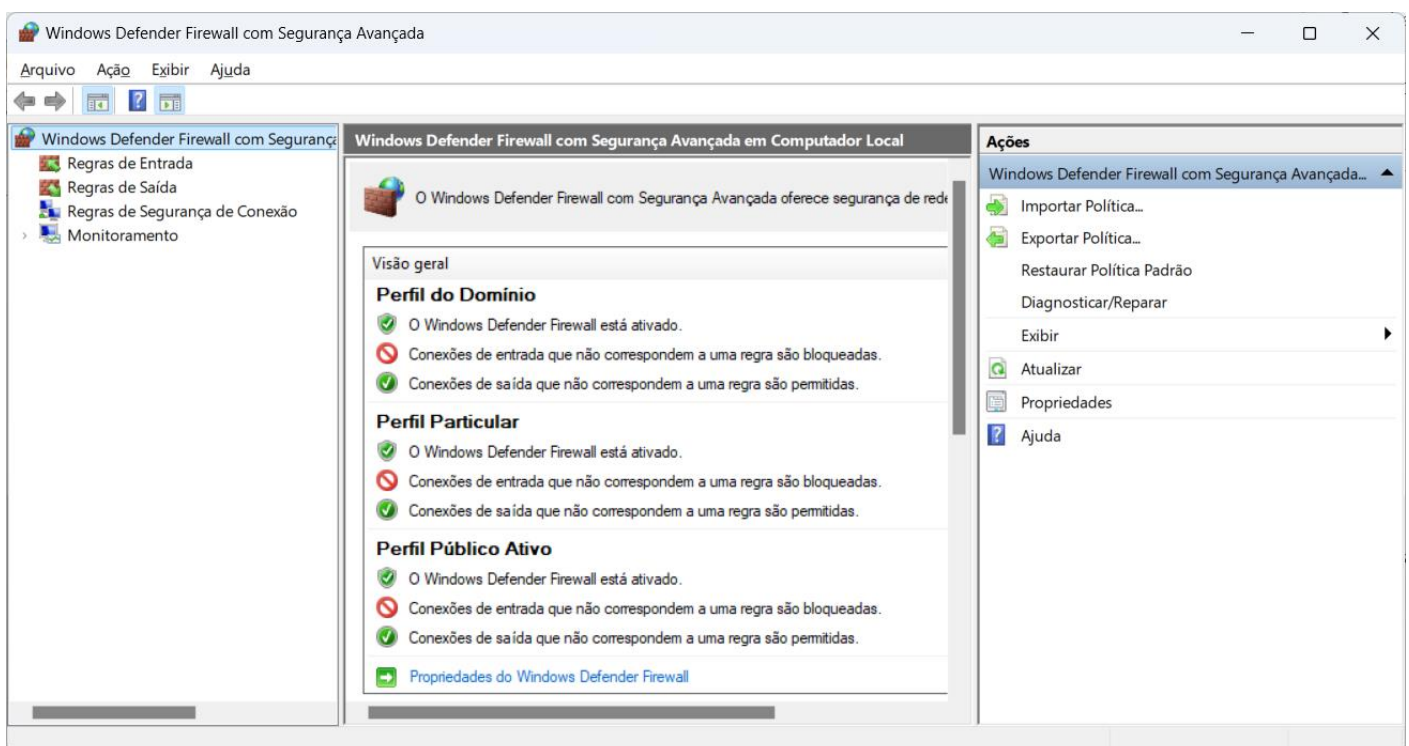 Windows Defender Firewall com Segurança Avançada
Arquivo Ação Exibir Ajuda
Windows Defender Firewall com Segurança
Regras de Entrada
Regras de Saída
Regras de Segurança de Conexão
Monitoramento
Windows Defender Firewall com Segurança Avançada em Computador Local
O Windows Defender Firewall com Segurança Avançada oferece segurança de rede
Visão geral
Perfil do Domínio
O Windows Defender Firewall está ativado.
Conexões de entrada que não correspondem a uma regra são bloqueadas.
Conexões de saída que não correspondem a uma regra são permitidas.
Perfil Particular
O Windows Defender Firewall está ativado.
Conexões de entrada que não correspondem a uma regra são bloqueadas.
Conexões de saída que não correspondem a uma regra são permitidas.
Perfil Público Ativo
O Windows Defender Firewall está ativado.
Conexões de entrada que não correspondem a uma regra são bloqueadas.
Conexões de saída que não correspondem a uma regra são permitidas.
Propriedades do Windows Defender Firewall
Ações
Windows Defender Firewall com Segurança Avançada...
Importar Política...
Exportar Política...
Restaurar Política Padrão
Diagnosticar/Reparar
Exibir
Atualizar
Propriedades
? Ajuda